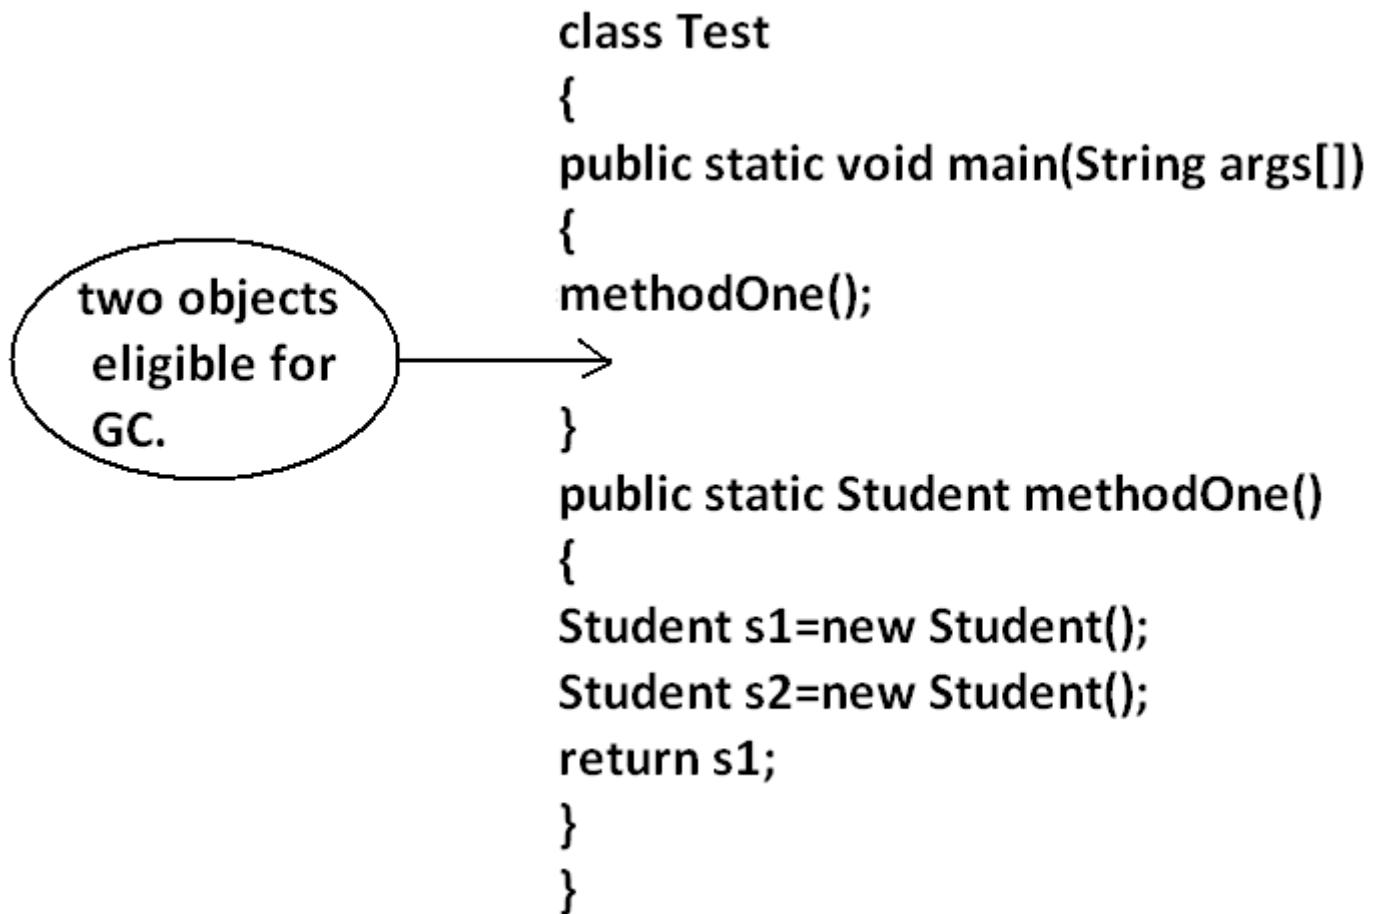 class Test
{
public static void main(String args[])
{
methodOne();
two objects
eligible for
GC.
}
public static Student methodOne()
{
Student s1=new Student();
Student s2=new Student();
return s1;
}
}